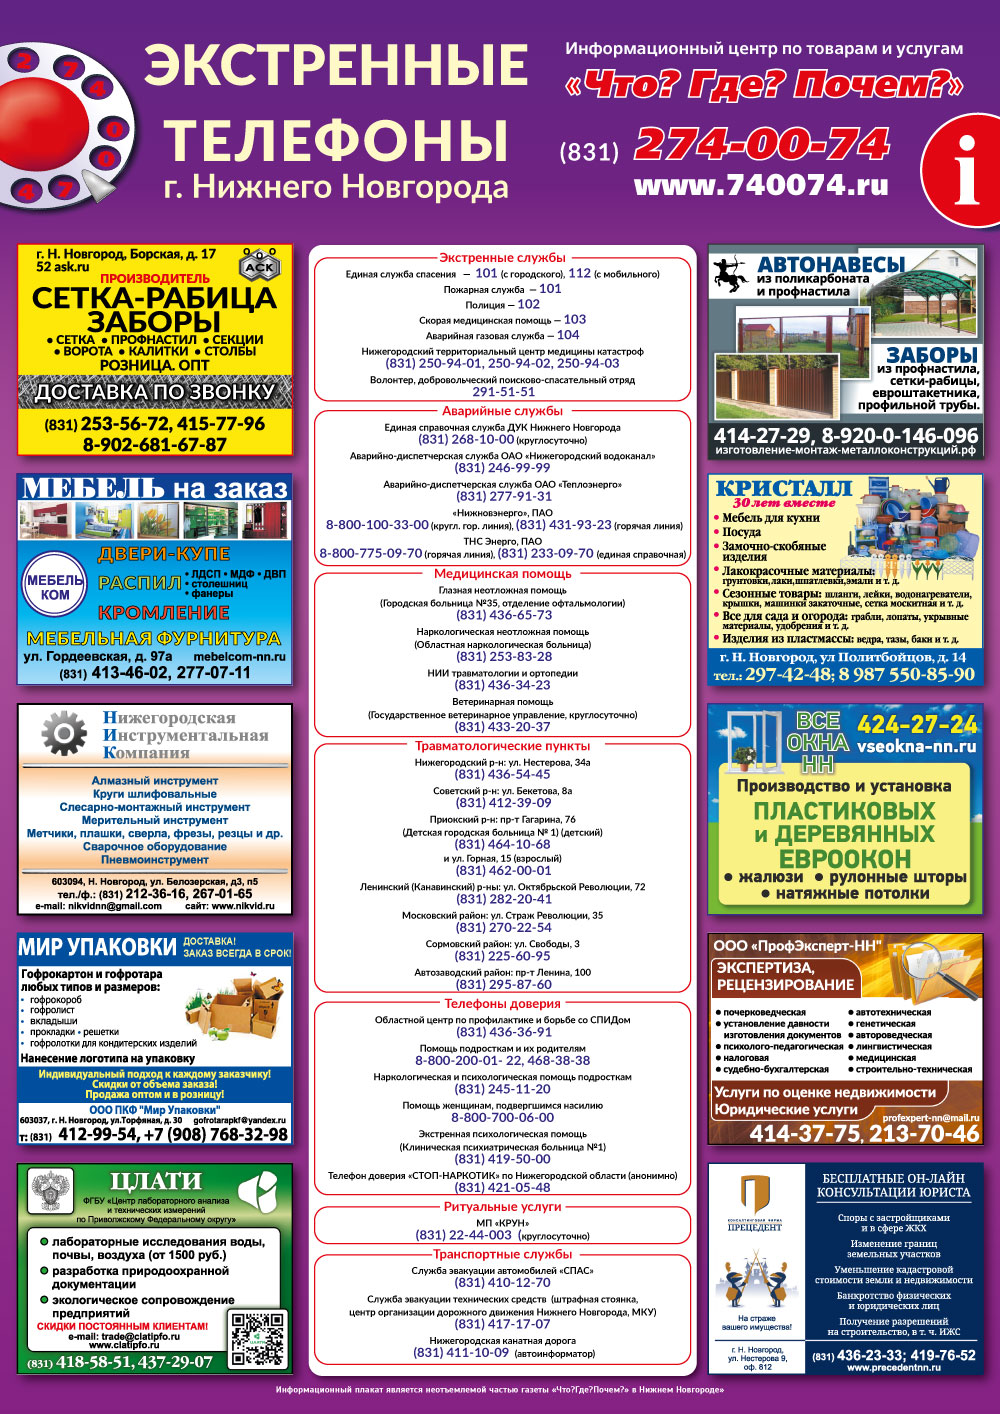 2 7 4 0 0 7 4
ЭКСТРЕННЫЕ
ТЕЛЕФОНЫ
г. Нижнего Новгорода
Информационный центр по товарам и услугам
«Что? Где? Почем?»
(831) 274-00-74
www.740074.ru
i
г. Н. Новгород, Борская, д. 17
52 ask.ru
АСК
ПРОИЗВОДИТЕЛЬ
СЕТКА-РАБИЦА
ЗАБОРЫ
• СЕТКА • ПРОФНАСТИЛ • СЕКЦИИ
• ВОРОТА • КАЛИТКИ • СТОЛБЫ
РОЗНИЦА. ОПТ
ДОСТАВКА ПО ЗВОНКУ
(831) 253-56-72, 415-77-96
8-902-681-67-87
МЕБЕЛЬ на заказ
МЕБЕЛЬ
КОМ
ДВЕРИ-КУПЕ
РАСПИЛ
• ЛДСП • МДФ • ДВП
• столешниц
• фанеры
КРОМЛЕНИЕ
МЕБЕЛЬНАЯ ФУРНИТУРА
ул. Гордеевская, д. 97а mebelcom-nn.ru
(831) 413-46-02, 277-07-11
Нижегородская
Инструментальная
Компания
Алмазный инструмент
Круги шлифовальные
Слесарно-монтажный инструмент
Мерительный инструмент
Метчики, плашки, сверла, фрезы, резцы и др.
Сварочное оборудование
Пневмоинструмент
603094, Н. Новгород, ул. Белозерская, д3, п5
тел./ф.: (831) 212-36-16, 267-01-65
e-mail: nikvidnn@gmail.com сайт: www.nikvid.ru
МИР УПАКОВКИ
ДОСТАВКА!
ЗАКАЗ ВСЕГДА В СРОК!
Гофрокартон и гофротара
любых типов и размеров:
• гофрокороб
• гофролист
• вкладыши
• прокладки • решетки
• гофролотки для кондитерских изделий
Нанесение логотипа на упаковку
Индивидуальный подход к каждому заказчику!
Скидки от объема заказа!
Продажа оптом и в розницу!
ООО ПКФ "Мир Упаковки"
603037, г. Н. Новгород, ул.Торфяная, д. 30 gofrotarapkf@yandex.ru
т: (831) 412-99-54, +7 (908) 768-32-98
ЦЛАТИ
ФГБУ «Центр лабораторного анализа
и технических измерений
по Приволжскому Федеральному округу»
• лабораторные исследования воды,
почвы, воздуха (от 1500 руб.)
• разработка природоохранной
документации
• экологическое сопровождение
предприятий
СКИДКИ ПОСТОЯННЫМ КЛИЕНТАМ!
e-mail: trade@clatipfo.ru
www.clatipfo.ru
(831) 418-58-51, 437-29-07
Экстренные службы
Единая служба спасения — 101 (с городского), 112 (с мобильного)
Пожарная служба — 101
Полиция — 102
Скорая медицинская помощь — 103
Аварийная газовая служба — 104
Нижегородский территориальный центр медицины катастроф
(831) 250-94-01, 250-94-02, 250-94-03
Волонтер, добровольческий поисково-спасательный отряд
291-51-51
Аварийные службы
Единая справочная служба ДУК Нижнего Новгорода
(831) 268-10-00 (круглосуточно)
Аварийно-диспетчерская служба ОАО «Нижегородский водоканал»
(831) 246-99-99
Аварийно-диспетчерская служба ОАО «Теплоэнерго»
(831) 277-91-31
«Нижновэнерго», ПАО
8-800-100-33-00 (кругл. гор. линия), (831) 431-93-23 (горячая линия)
ТНС Энерго, ПАО
8-800-775-09-70 (горячая линия), (831) 233-09-70 (единая справочная)
Медицинская помощь
Глазная неотложная помощь
(Городская больница №35, отделение офтальмологии)
(831) 436-65-73
Наркологическая неотложная помощь
(Областная наркологическая больница)
(831) 253-83-28
НИИ травматологии и ортопедии
(831) 436-34-23
Ветеринарная помощь
(Государственное ветеринарное управление, круглосуточно)
(831) 433-20-37
Травматологические пункты
Нижегородский р-н: ул. Нестерова, 34а
(831) 436-54-45
Советский р-н: ул. Бекетова, 8а
(831) 412-39-09
Приокский р-н: пр-т Гагарина, 76
(Детская городская больница № 1) (детский)
(831) 464-10-68
и ул. Горная, 15 (взрослый)
(831) 462-00-01
Ленинский (Канавинский) р-ны: ул. Октябрьской Революции, 72
(831) 282-20-41
Московский район: ул. Страж Революции, 35
(831) 270-22-54
Сормовский район: ул. Свободы, 3
(831) 225-60-95
Автозаводский район: пр-т Ленина, 100
(831) 295-87-60
Телефоны доверия
Областной центр по профилактике и борьбе со СПИДом
(831) 436-36-91
Помощь подросткам и их родителям
8-800-200-01- 22, 468-38-38
Наркологическая и психологическая помощь подросткам
(831) 245-11-20
Помощь женщинам, подвергшимся насилию
8-800-700-06-00
Экстренная психологическая помощь
(Клиническая психиатрическая больница №1)
(831) 419-50-00
Телефон доверия «СТОП-НАРКОТИК» по Нижегородской области (анонимно)
(831) 421-05-48
Ритуальные услуги
МП «КРУН»
(831) 22-44-003 (круглосуточно)
Транспортные службы
Служба эвакуации автомобилей «СПАС»
(831) 410-12-70
Служба эвакуации технических средств (штрафная стоянка,
центр организации дорожного движения Нижнего Новгорода, МКУ)
(831) 417-17-07
Нижегородская канатная дорога
(831) 411-10-09 (автоинформатор)
АВТОНАВЕСЫ
из поликарбоната
и профнастила
ЗАБОРЫ
из профнастила,
сетки-рабицы,
евроштакетника,
профильной трубы.
414-27-29, 8-920-0-146-096
изготовление-монтаж-металлоконструкций.рф
КРИСТАЛЛ
30 лет вместе
• Мебель для кухни
• Посуда
• Замочно-скобяные
изделия
• Лакокрасочные материалы:
грунтовки,лаки,шпатлевки,эмали и т. д.
• Сезонные товары: шланги, лейки, водонагреватели,
крышки, машинки закаточные, сетка москитная и т. д.
• Все для сада и огорода: грабли, лопаты, укрывные
материалы, удобрения и т. д.
• Изделия из пластмассы: ведра, тазы, баки и т. д.
г. Н. Новгород, ул Политбойцов, д. 14
тел.: 297-42-48; 8 987 550-85-90
ВСЕ
ОКНА
НН
424-27-24
vseokna-nn.ru
Производство и установка
ПЛАСТИКОВЫХ
и ДЕРЕВЯННЫХ
ЕВРООКОН
• жалюзи • рулонные шторы
• натяжные потолки
ООО «ПрофЭксперт-НН"
ЭКСПЕРТИЗА,
РЕЦЕНЗИРОВАНИЕ
• почерковедческая
• установление давности
изготовления документов
• психолого-педагогическая
• налоговая
• судебно-бухгалтерская
• автотехническая
• генетическая
• автороведческая
• лингвистическая
• медицинская
• строительно-техническая
Услуги по оценке недвижимости
Юридические услуги
profexpert-nn@mail.ru
414-37-75, 213-70-46
КОНСАЛТИНГОВАЯ ФИРМА
ПРЕЦЕДЕНТ
На страже
вашего имущества!
г. Н. Новгород,
ул. Нестерова 9,
оф. 812
БЕСПЛАТНЫЕ ОН-ЛАЙН
КОНСУЛЬТАЦИИ ЮРИСТА
Споры с застройщиками
и в сфере ЖКХ
Изменение границ
земельных участков
Уменьшение кадастровой
стоимости земли и недвижимости
Банкротство физических
и юридических лиц
Получение разрешений
на строительство, в т. ч. ИЖС
(831) 436-23-33; 419-76-52
www.precedentnn.ru
Информационный плакат является неотъемлемой частью газеты «Что?Где?Почем?» в Нижнем Новгороде»